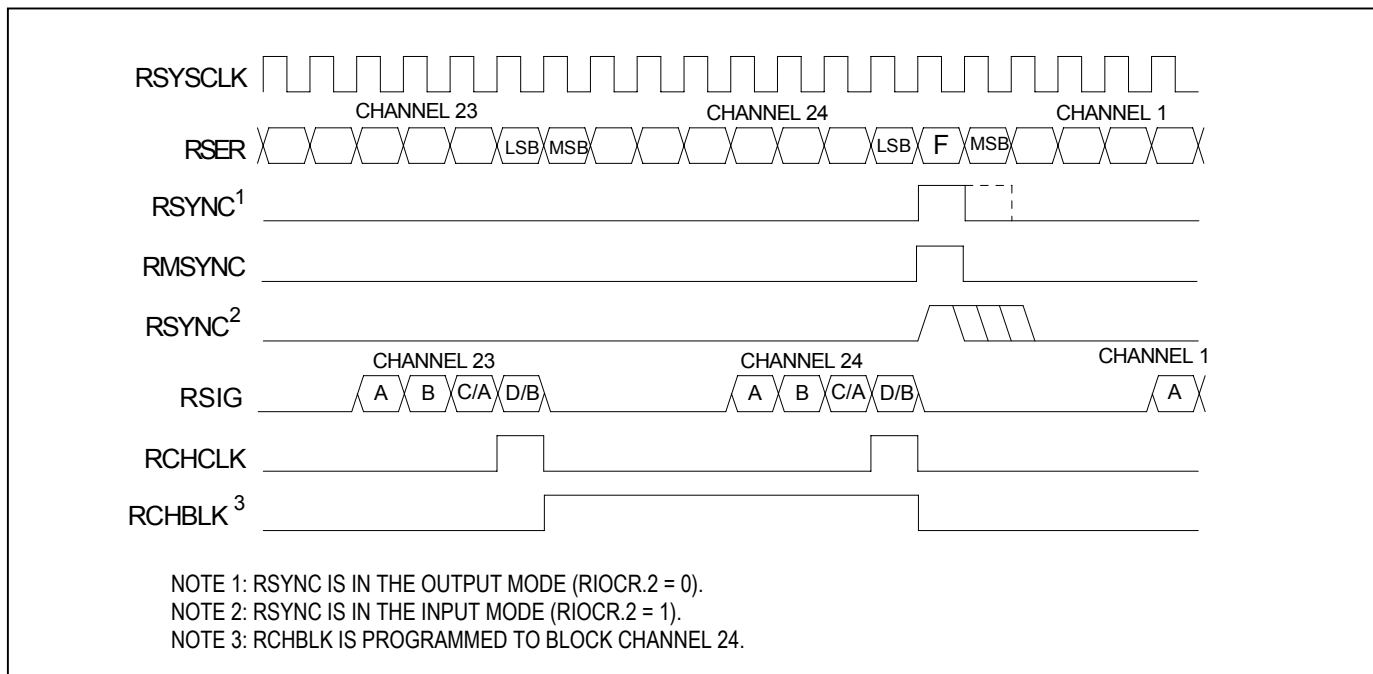 RSYSCLK
CHANNEL 23 CHANNEL 24 CHANNEL 1
RSER LSB MSB LSB F MSB
RSYNC1
RMSYNC
RSYNC2
CHANNEL 23 CHANNEL 24 CHANNEL 1
RSIG A B C/A D/B A B C/A D/B A
RCHCLK
RCHBLK 3
NOTE 1: RSYNC IS IN THE OUTPUT MODE (RIOCR.2 = 0).
NOTE 2: RSYNC IS IN THE INPUT MODE (RIOCR.2 = 1).
NOTE 3: RCHBLK IS PROGRAMMED TO BLOCK CHANNEL 24.